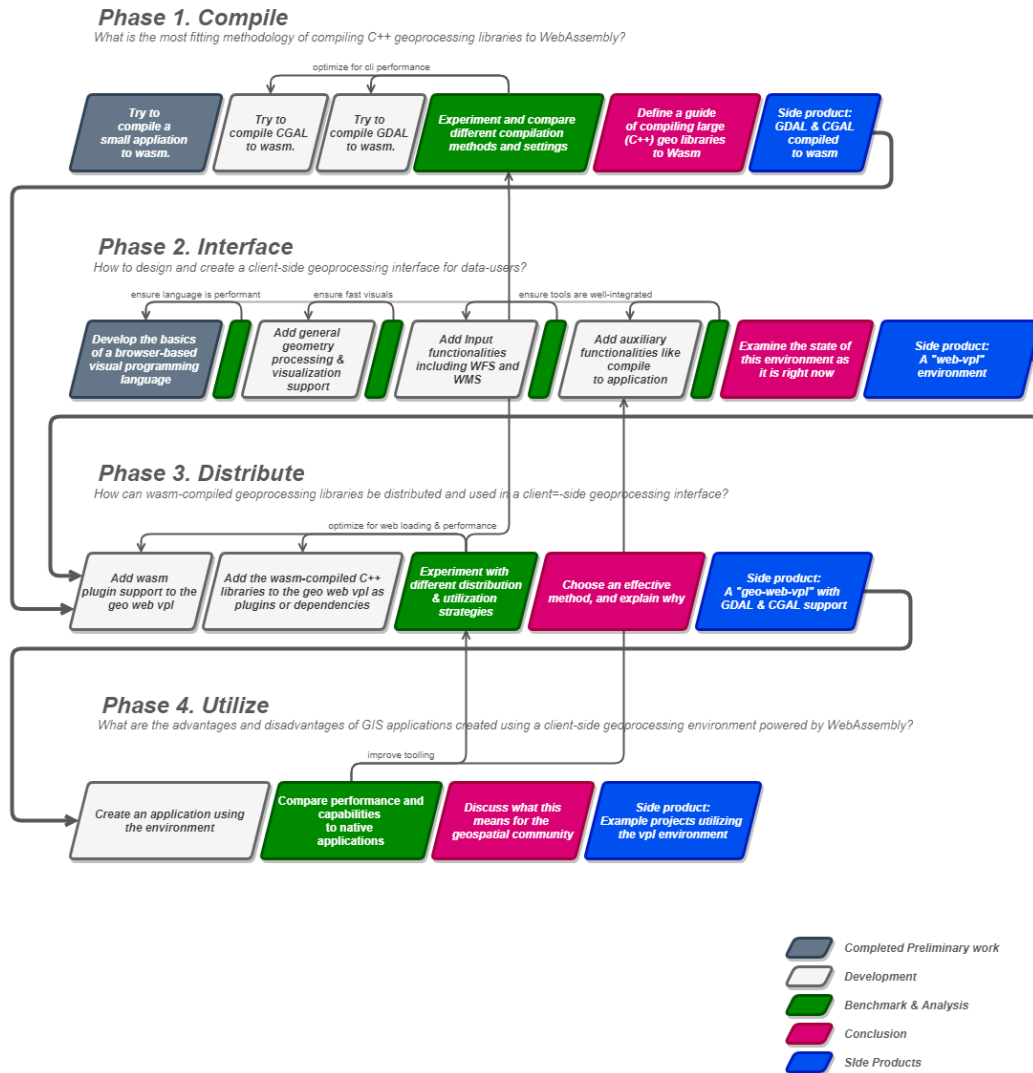 Phase 1. Compile
What is the most fitting methodology of compiling C++ geoprocessing libraries to WebAssembly?
optimize for cli performance
Try to
compile a
small appliation
to wasm.
Try to
compile CGAL
to wasm.
Try to
compile GDAL
to wasm.
Experiment and compare
different compilation
methods and settings
Define a guide
of compiling large
(C++) geo libraries
to Wasm
Side product:
GDAL & CGAL
compiled
to wasm
Phase 2. Interface
How to design and create a client-side geoprocessing interface for data-users?
ensure language is performant
ensure fast visuals
ensure tools are well-integrated
Develop the basics
of a browser-based
visual programming
language
Add general
geometry
processing &
visualization
support
Add Input
functionalities
including WFS and
WMS
Add auxiliary
functionalities like
compile
to application
Examine the state of
this environment as
it is right now
Side product:
A "web-vpl"
environment
Phase 3. Distribute
How can wasm-compiled geoprocessing libraries be distributed and used in a client=-side geoprocessing interface?
optimize for web loading & performance
Add wasm
plugin support to the
geo web vpl
Add the wasm-compiled C++
libraries to the geo web vpl as
plugins or dependencies
Experiment with
different distribution
& utilization
strategies
Choose an effective
method, and explain why
Side product:
A "geo-web-vpl" with
GDAL & CGAL support
Phase 4. Utilize
What are the advantages and disadvantages of GIS applications created using a client-side geoprocessing environment powered by WebAssembly?
improve toolling
Create an application using
the environment
Compare performance and
capabilities
to native
applications
Discuss what this
means for the
geospatial community
Side product:
Example projects utilizing
the vpl environment
Completed Preliminary work
Development
Benchmark & Analysis
Conclusion
SIde Products